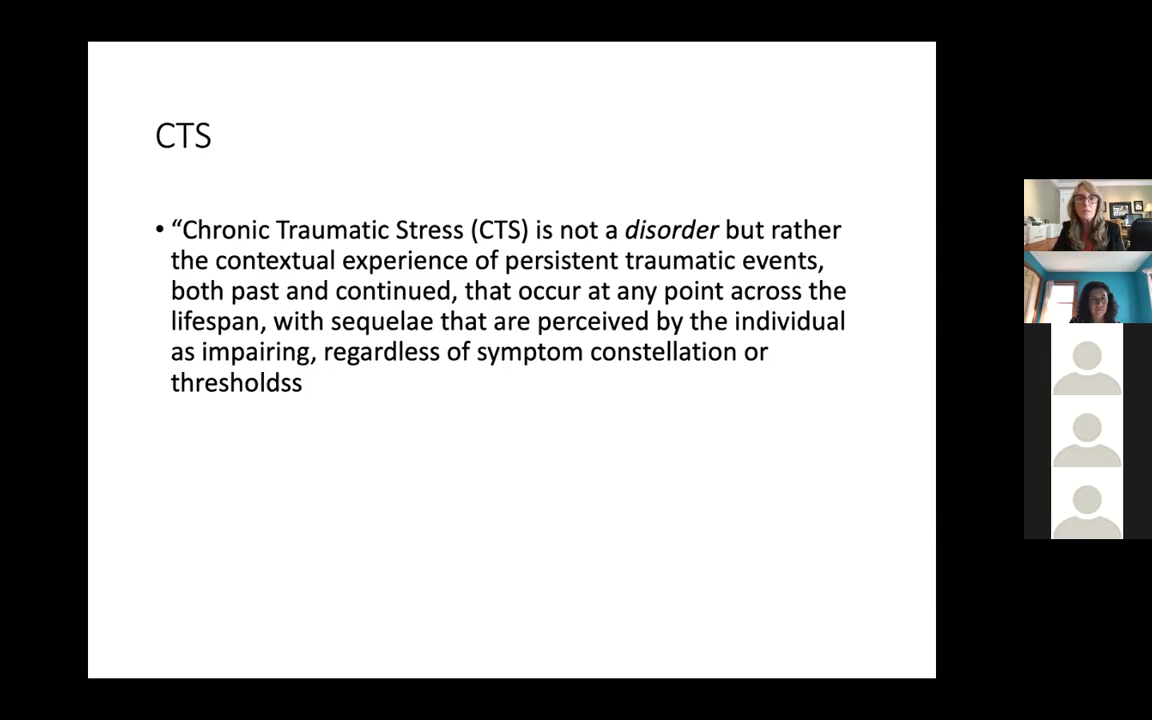 CTS
• “Chronic Traumatic Stress (CTS) is not a disorder but rather
the contextual experience of persistent traumatic events,
both past and continued, that occur at any point across the
lifespan, with sequelae that are perceived by the individual
as impairing, regardless of symptom constellation or
thresholdss